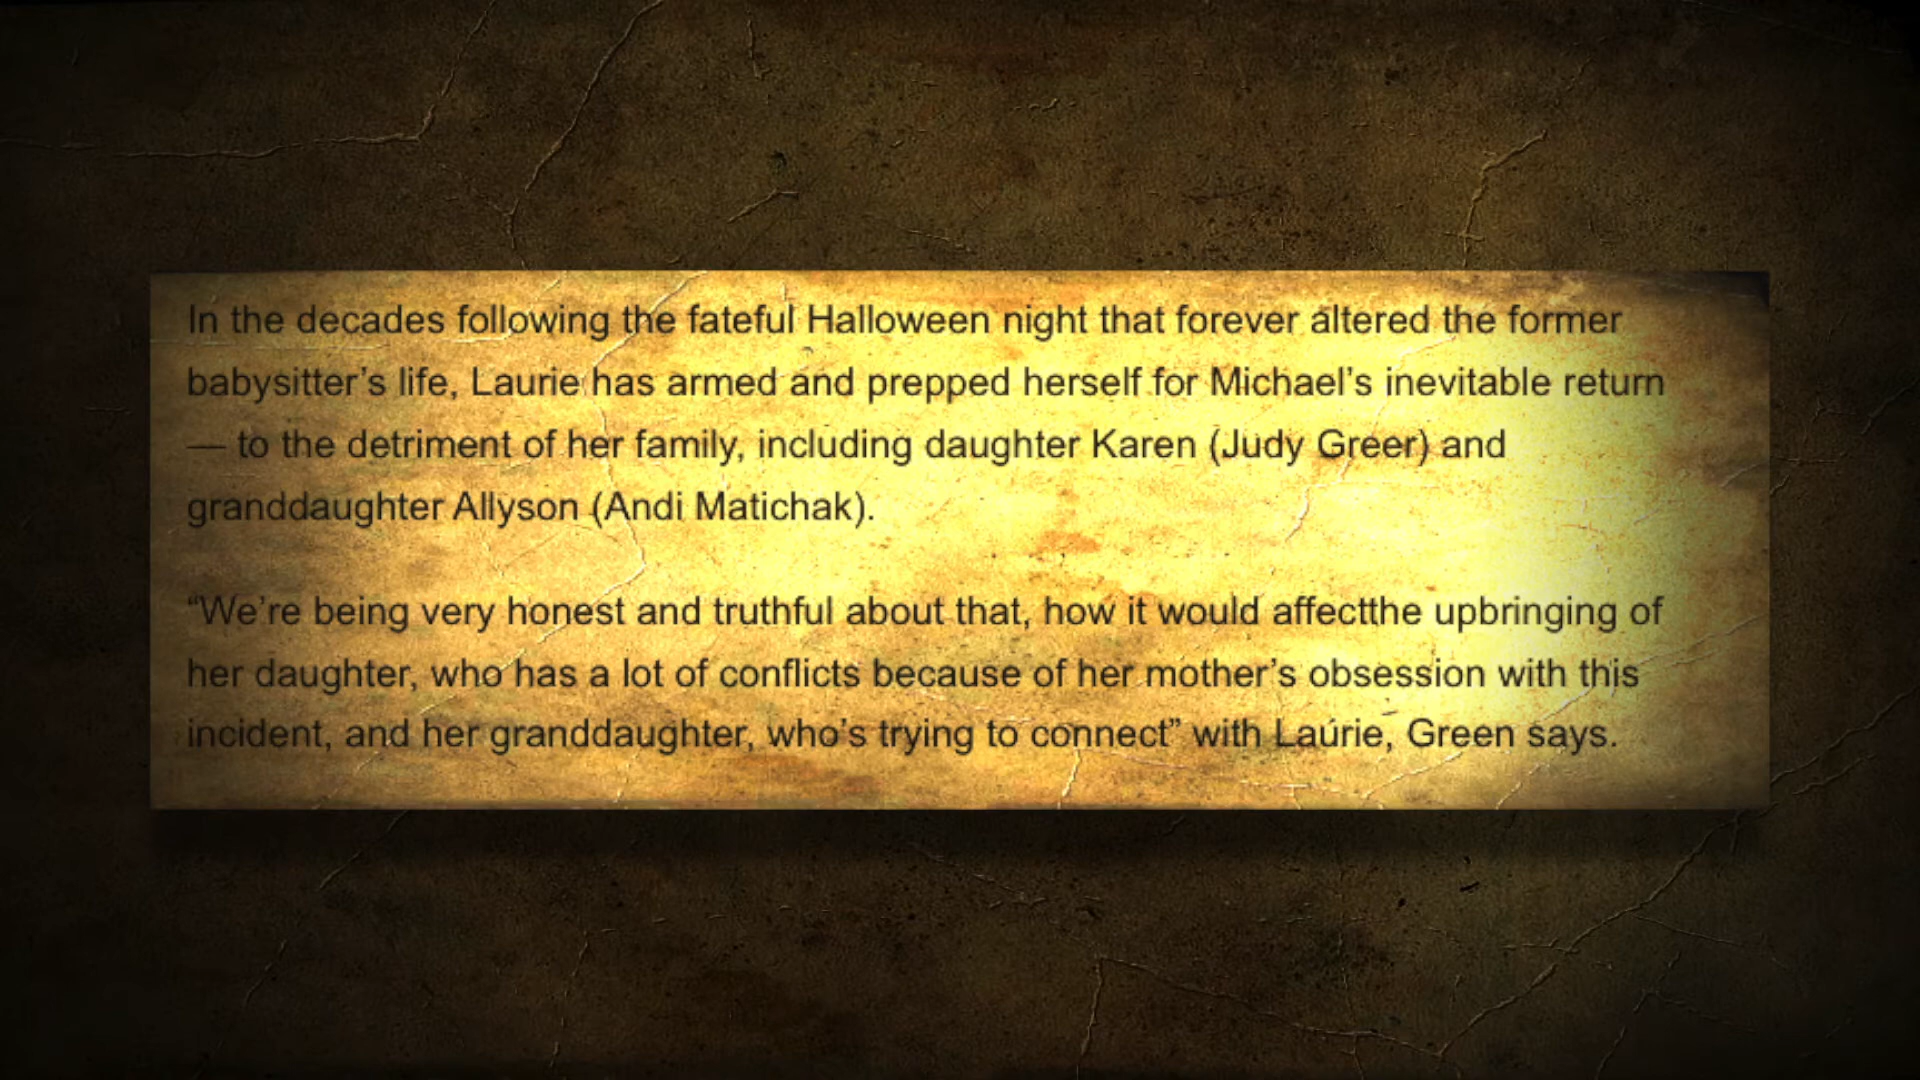 In the decades following the fateful Halloween night that forever altered the former
babysitter’s life, Laurie has armed and prepped herself for Michael’s inevitable return
— to the detriment of her family, including daughter Karen (Judy Greer) and
granddaughter Allyson (Andi Matichak).
“We’re being very honest and truthful about that, how it would affectthe upbringing of
her daughter, who has a lot of conflicts because of her mother’s obsession with this
incident, and her granddaughter, who’s trying to connect” with Laurie, Green says.